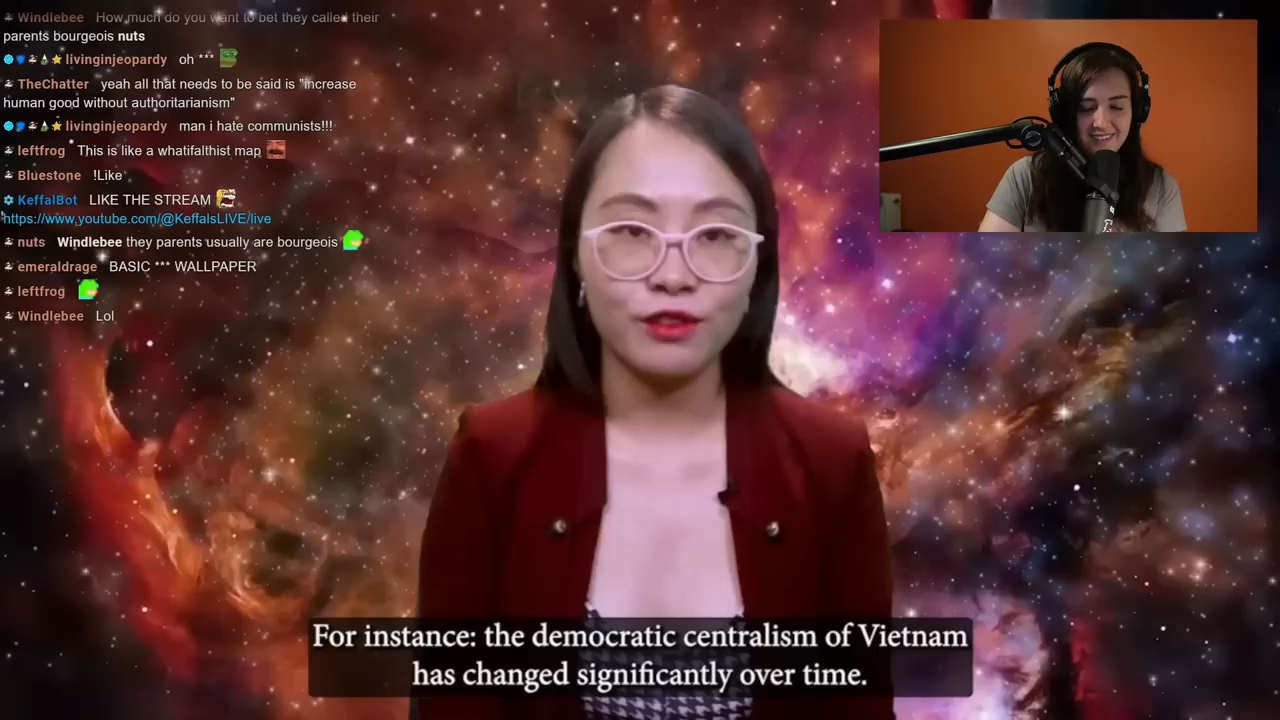 Windlebee How much do you want to bet they called their
parents bourgeois nuts
livinginjeopardy oh ***
TheChatter yeah all that needs to be said is "increase
human good without authoritarianism"
livinginjeopardy man i hate communists!!!
leftfrog This is like a whatifalthist map
Bluestone !Like
KeffalBot LIKE THE STREAM
https://www.youtube.com/@KeffalsLIVE/live
nuts Windlebee they parents usually are bourgeois
emeraldrage BASIC *** WALLPAPER
leftfrog
Windlebee Lol
For instance: the democratic centralism of Vietnam
has changed significantly over time.